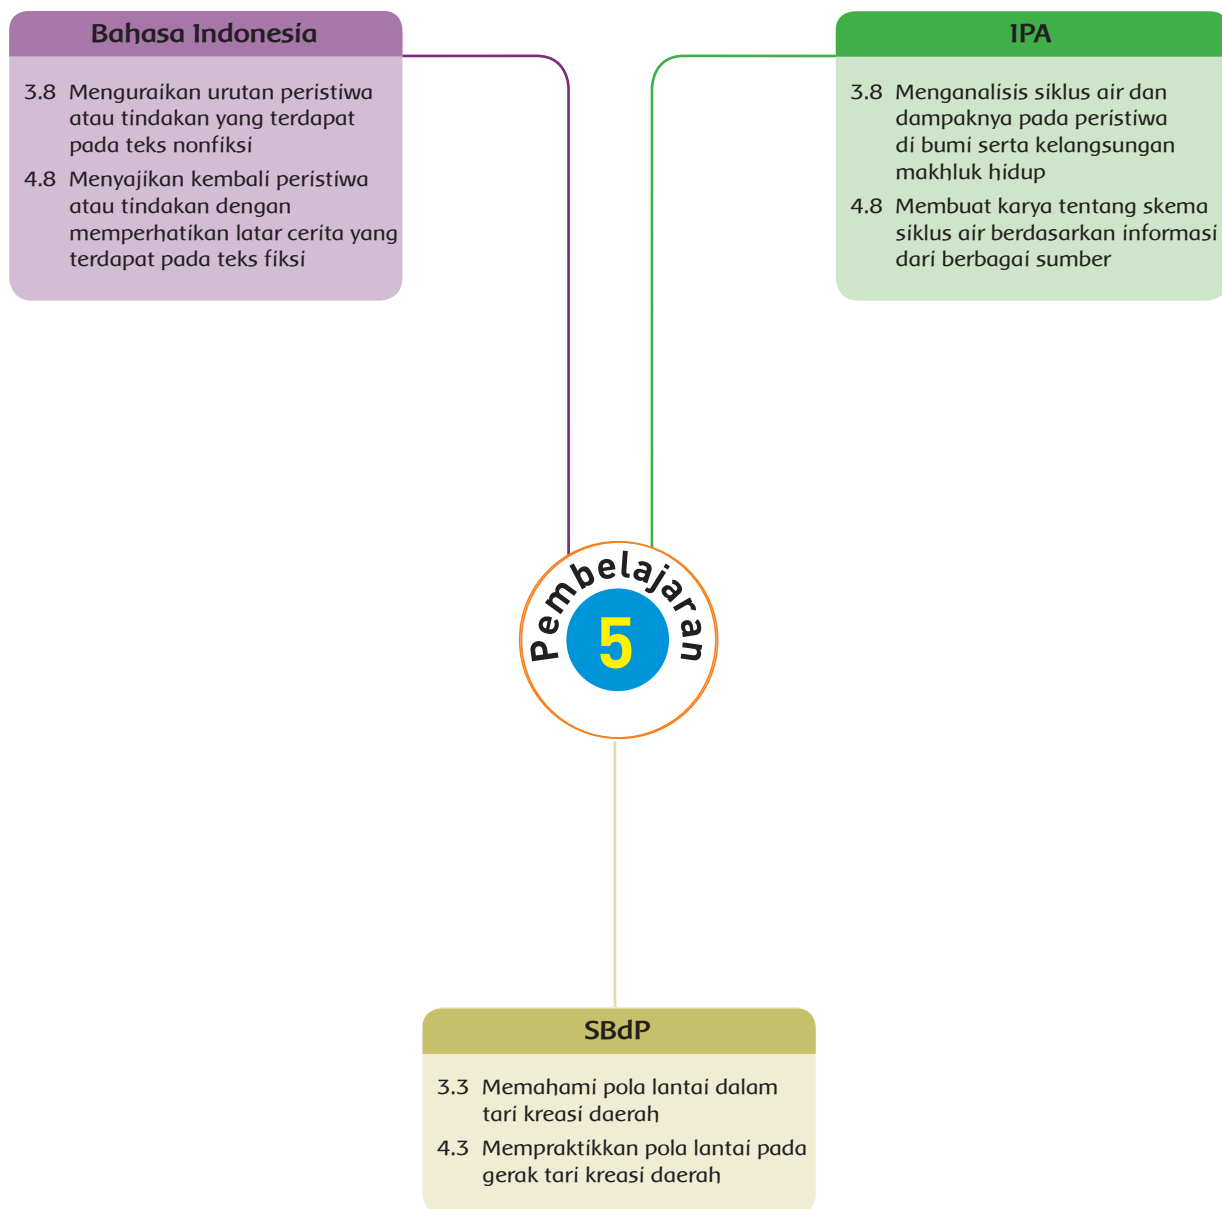 Bahasa Indonesia
3.8 Menguraikan urutan peristiwa
atau tindakan yang terdapat
pada teks nonfiksi
4.8 Menyajikan kembali peristiwa
atau tindakan dengan
memperhatikan latar cerita yang
terdapat pada teks fiksi
IPA
3.8 Menganalisis siklus air dan
dampaknya pada peristiwa
di bumi serta kelangsungan
makhluk hidup
4.8 Membuat karya tentang skema
siklus air berdasarkan informasi
dari berbagai sumber
Pembelajaran
5
SBdP
3.3 Memahami pola lantai dalam
tari kreasi daerah
4.3 Mempraktikkan pola lantai pada
gerak tari kreasi daerah